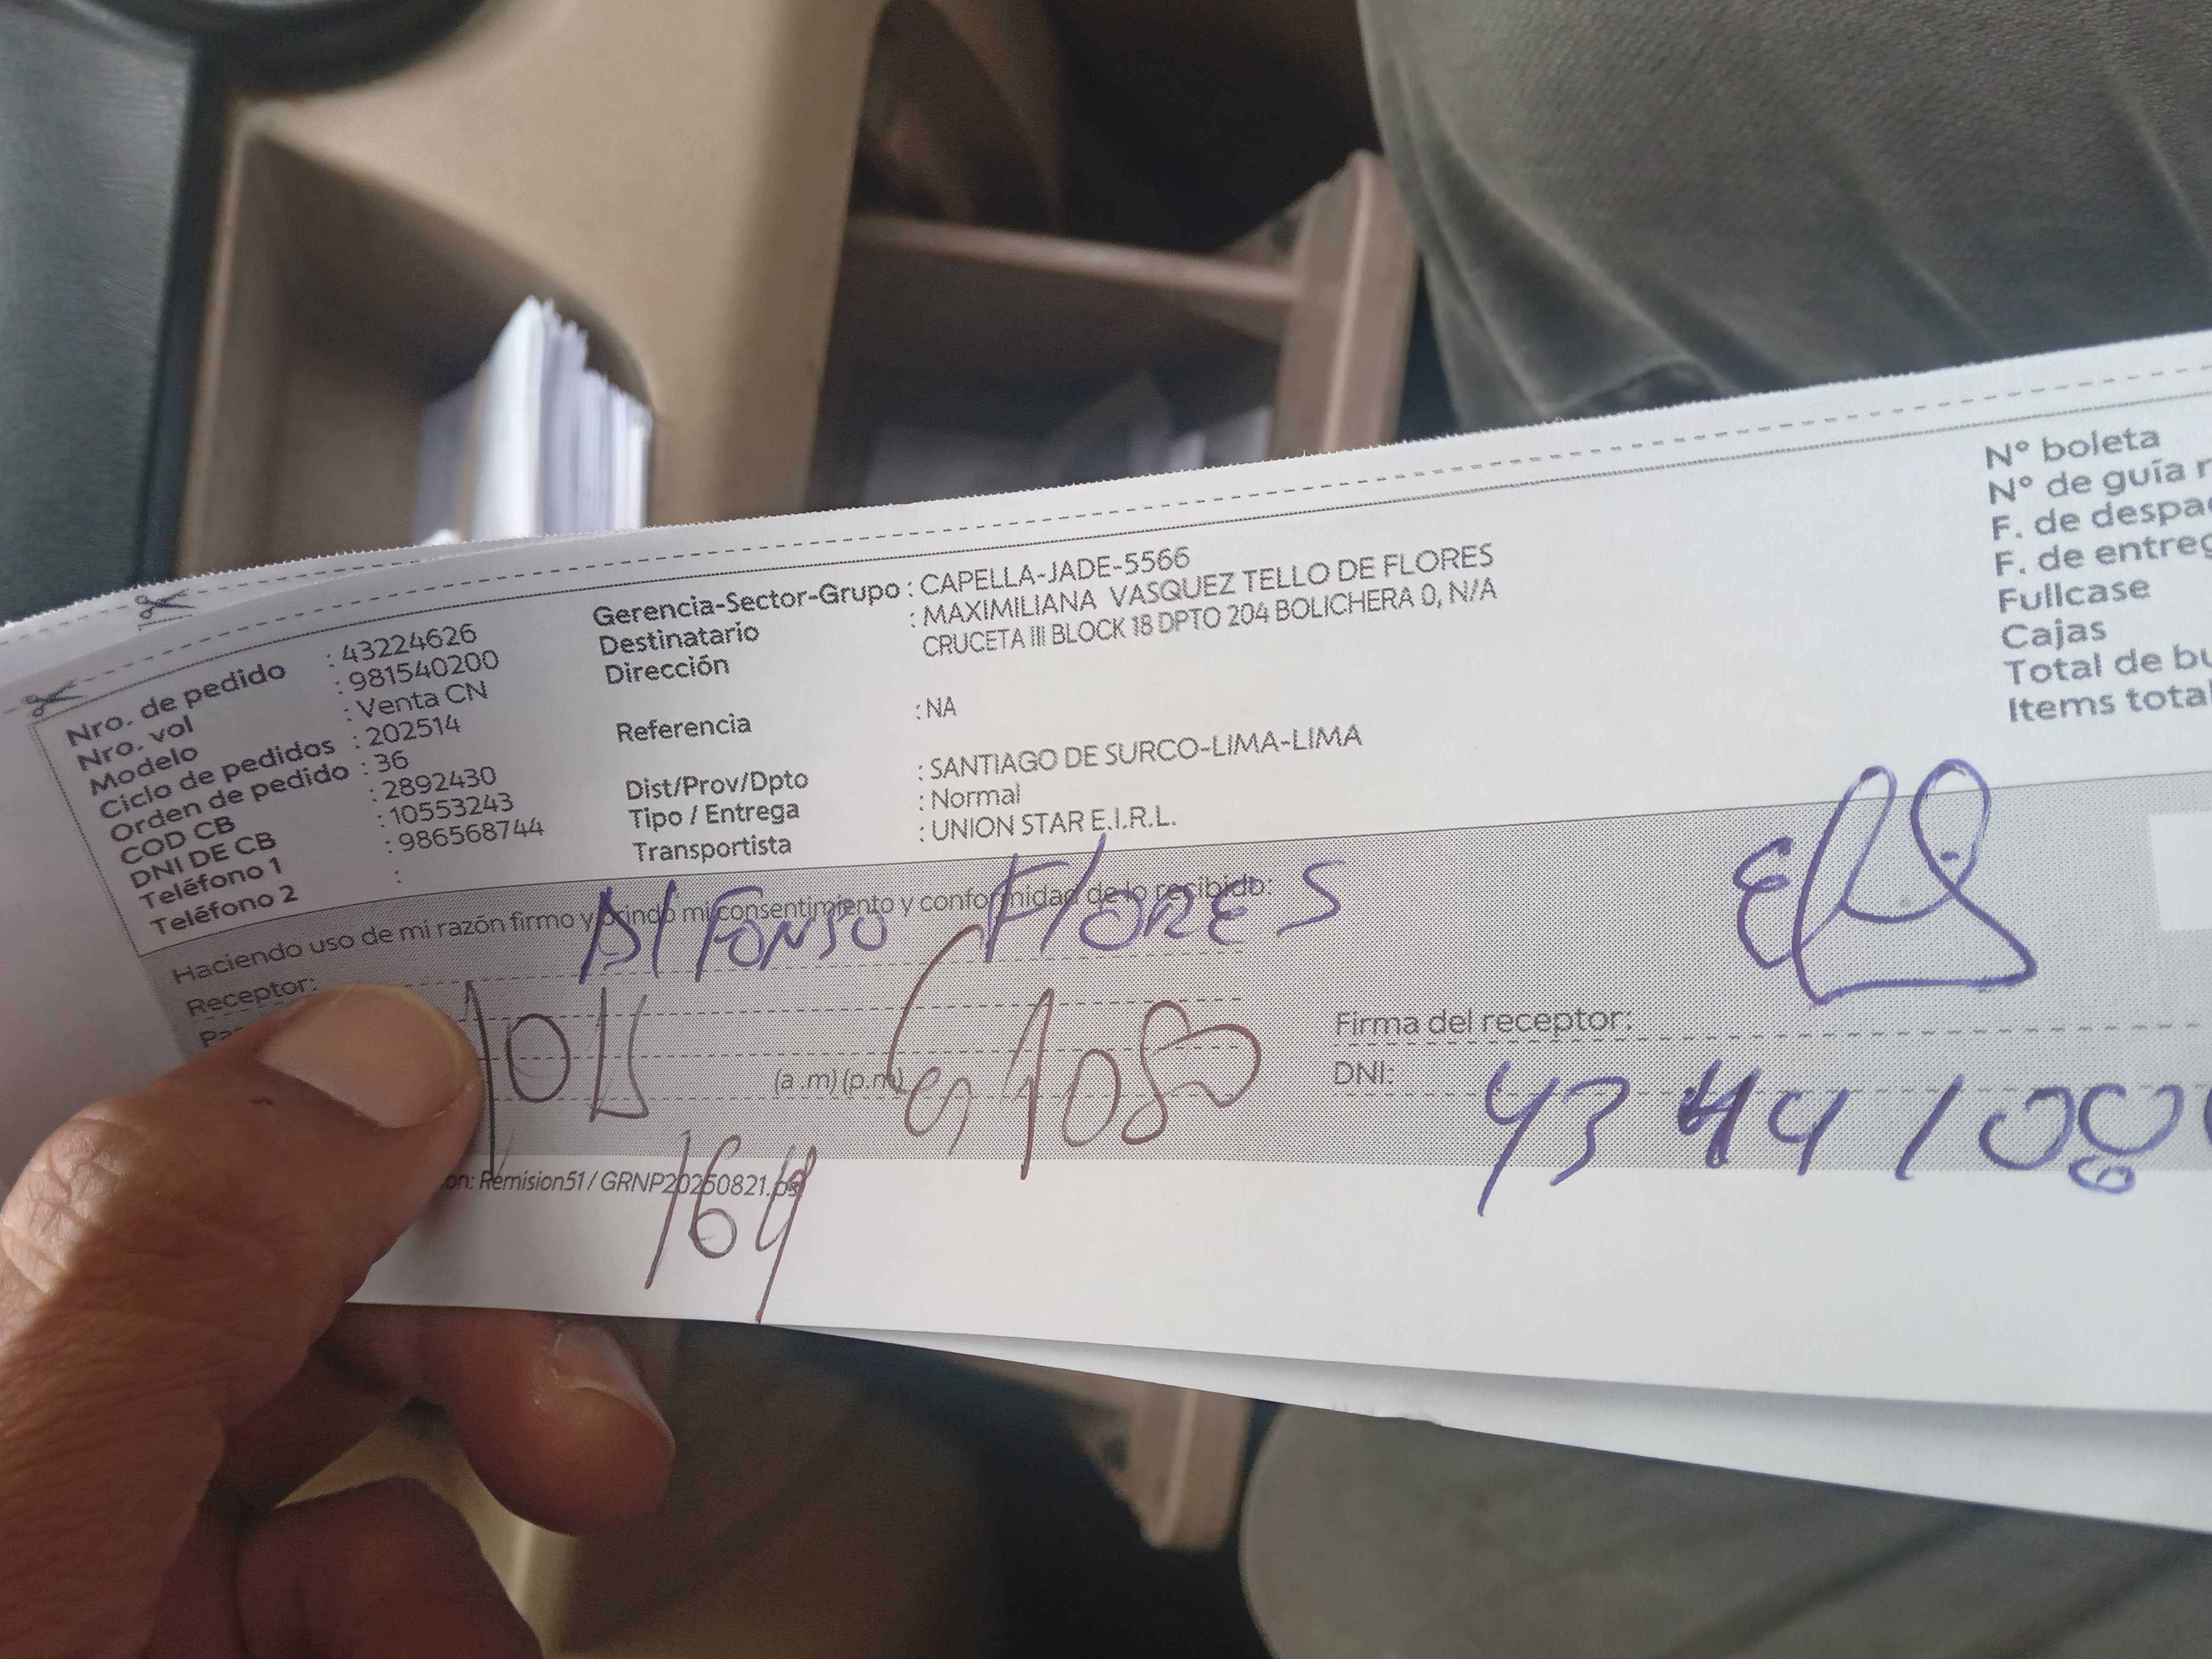 Nro. de pedido : 43224626
Nro. vol : 981540200
Modelo : Venta CN
Ciclo de pedidos : 202514
Orden de pedido : 36
COD CB : 2892430
DNI DE CB : 10553243
Teléfono 1 : 986568744
Teléfono 2 :
Gerencia-Sector-Grupo : CAPELLA-JADE-5566
Destinatario : MAXIMILIANA VASQUEZ TELLO DE FLORES
Dirección CRUCETA III BLOCK 18 DPTO 204 BOLICHERA 0, N/A
Referencia : NA
Dist/Prov/Dpto : SANTIAGO DE SURCO-LIMA-LIMA
Tipo / Entrega : Normal
Transportista : UNION STAR E.I.R.L.
N° boleta
N° de guía r
F. de despa
F. de entreg
Fullcase
Cajas
Total de bu
Items total
Haciendo uso de mi razón firmo y brindo mi consentimiento y conformidad de lo recibido:
Receptor: Alfonso Flores
(a .m) (p.m)
Firma del receptor:
DNI:
on: Remision51 / GRNP20250821.
164